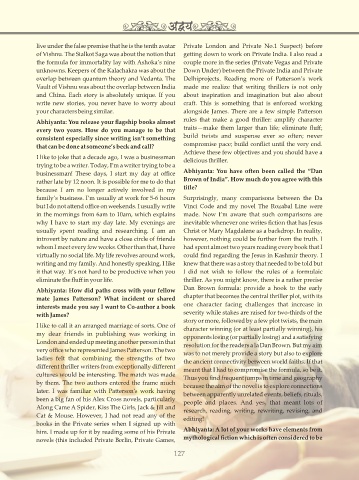 अद्वय
live under the false premise that he is the tenth avatar
of Vishnu. The Sialkot Saga was about the notion that
the formula for immortality lay with Ashoka's nine
unknowns. Keepers of the Kalachakra was about the
overlap between quantum theory and Vedanta. The
Vault of Vishnu was about the overlap between India
and China. Each story is absolutely unique. If you
write new stories, you never have to worry about
your characters being similar.
Abhiyanta: You release your flagship books almost
every two years. How do you manage to be that
consistent especially since writing isn't something
that can be done at someone's beck and call?
I like to joke that a decade ago, I was a businessman
trying to be a writer. Today, I'm a writer trying to be a
businessman! These days, I start my day at office
rather late by 12 noon. It is possible for me to do that
because I am no longer actively involved in my
family's business. I'm usually at work for 5-6 hours
but I do not attend office on weekends. I usually write
in the mornings from 4am to 10am, which explains
why I have to start my day late. My evenings are
usually spent reading and researching. I am an
introvert by nature and have a close circle of friends
whom I meet every few weeks. Other than that, I have
virtually no social life. My life revolves around work,
writing and my family. And honestly speaking, I like
it that way. It's not hard to be productive when you
eliminate the fluff in your life.
Abhiyanta: How did paths cross with your fellow
mate James Patterson? What incident or shared
interests made you say I want to Co-author a book
with James?
I like to call it an arranged marriage of sorts. One of
my dear friends in publishing was working in
London and ended up meeting another person in that
very office who represented James Patterson. The two
ladies felt that combining the strengths of two
different thriller writers from exceptionally different
cultures would be interesting. The match was made
by them. The two authors entered the frame much
later. I was familiar with Patterson's work having
been a big fan of his Alex Cross novels, particularly
Along Came A Spider, Kiss The Girls, Jack & Jill and
Cat & Mouse. However, I had not read any of the
books in the Private series when I signed up with
him. I made up for it by reading some of his Private
novels (this included Private Berlin, Private Games,
Private London and Private No.1 Suspect) before
getting down to work on Private India. I also read a
couple more in the series (Private Vegas and Private
Down Under) between the Private India and Private
Delhi projects. Reading more of Patterson's work
made me realize that writing thrillers is not only
about inspiration and imagination but also about
craft. This is something that is enforced working
alongside James. There are a few simple Patterson
rules that make a good thriller: amplify character
traits—make them larger than life; eliminate fluff;
build twists and suspense ever so often; never
compromise pace; build conflict until the very end.
Achieve these few objectives and you should have a
delicious thriller.
Abhiyanta: You have often been called the "Dan
Brown of India". How much do you agree with this
title?
Surprisingly, many comparisons between the Da
Vinci Code and my novel The Rozabal Line were
made. Now I'm aware that such comparisons are
inevitable whenever one writes fiction that has Jesus
Christ or Mary Magdalene as a backdrop. In reality,
however, nothing could be further from the truth. I
had spent almost two years reading every book that I
could find regarding the Jesus in Kashmir theory. I
knew that there was a story that needed to be told but
I did not wish to follow the rules of a formulaic
thriller. As you might know, there is a rather precise
Dan Brown formula: provide a hook to the early
chapter that becomes the central thriller plot, with its
one character facing challenges that increase in
severity while stakes are raised for two-thirds of the
story or more, followed by a few plot twists, the main
character winning (or at least partially winning), his
opponents losing (or partially losing) and a satisfying
resolution for the readers a la Dan Brown. But my aim
was to not merely provide a story but also to explore
the ancient connectivity between world faiths. If that
meant that I had to compromise the formula, so be it.
Thus you find frequent jumps in time and geography
because the aim of the novel is to explore connections
between apparently unrelated events, beliefs, rituals,
people and places. And yes, that meant lots of
research, reading, writing, rewriting, revising, and
editing!
Abhiyanta: A lot of your works have elements from
mythological fiction which is often considered to be
127